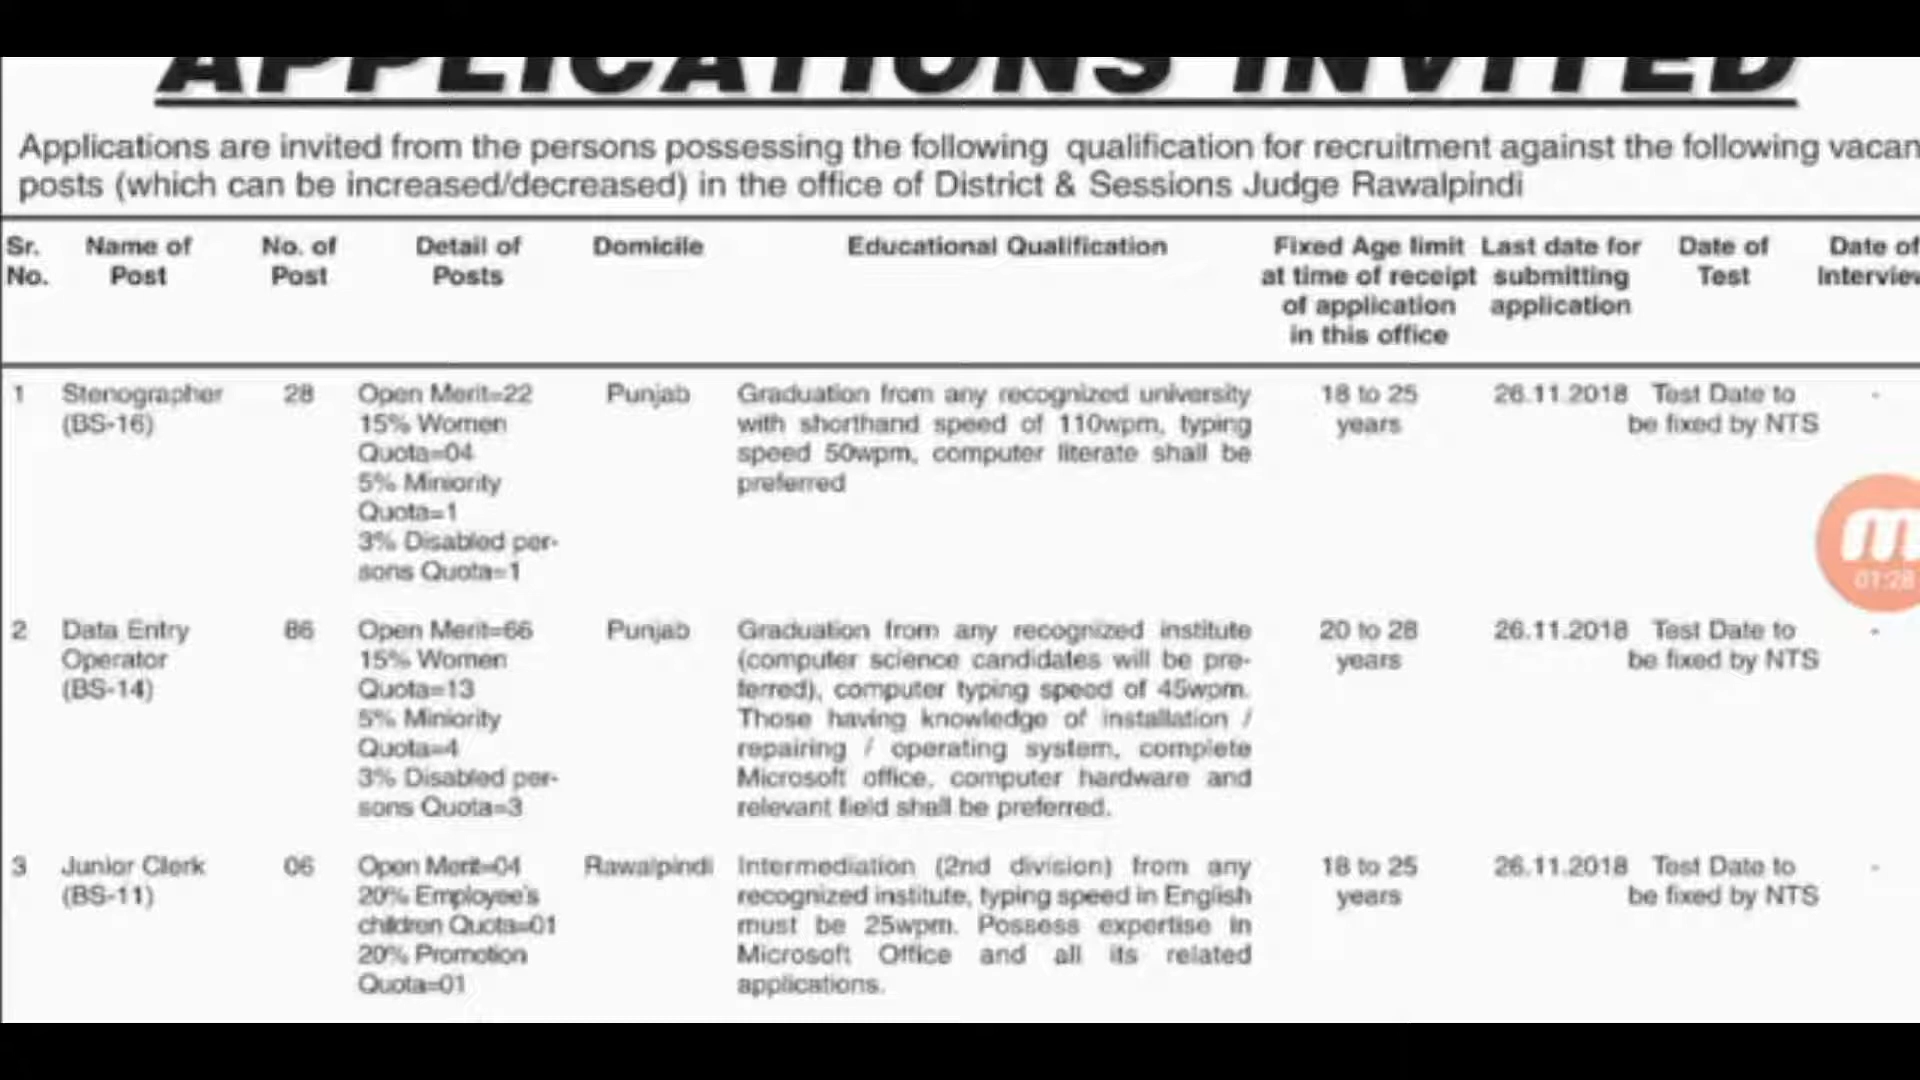 APPLICATIONS INVITED
Applications are invited from the persons possessing the following qualification for recruitment against the following vacan
posts (which can be increased/decreased) in the office of District & Sessions Judge Rawalpindi
Sr. No.
Name of Post
No. of Post
Detail of Posts
Domicile
Educational Qualification
Fixed Age limit at time of receipt of application in this office
Last date for submitting application
Date of Test
Date of Interview
1
Stenographer
(BS-16)
28
Open Merit=22
15% Women
Quota=04
5% Miniority
Quota=1
3% Disabled per-
sons Quota=1
Punjab
Graduation from any recognized university
with shorthand speed of 110wpm, typing
speed 50wpm, computer literate shall be
preferred
18 to 25
years
26.11.2018
Test Date to
be fixed by NTS
-
2
Data Entry
Operator
(BS-14)
86
Open Merit=66
15% Women
Quota=13
5% Miniority
Quota=4
3% Disabled per-
sons Quota=3
Punjab
Graduation from any recognized institute
(computer science candidates will be pre-
ferred), computer typing speed of 45wpm.
Those having knowledge of installation /
repairing / operating system, complete
Microsoft office, computer hardware and
relevant field shall be preferred.
20 to 28
years
26.11.2018
Test Date to
be fixed by NTS
-
3
Junior Clerk
(BS-11)
06
Open Merit=04
20% Employee's
children Quota=01
20% Promotion
Quota=01
Rawalpindi
Intermediation (2nd division) from any
recognized institute, typing speed in English
must be 25wpm. Possess expertise in
Microsoft Office and all its related
applications.
18 to 25
years
26.11.2018
Test Date to
be fixed by NTS
-
m
01:28